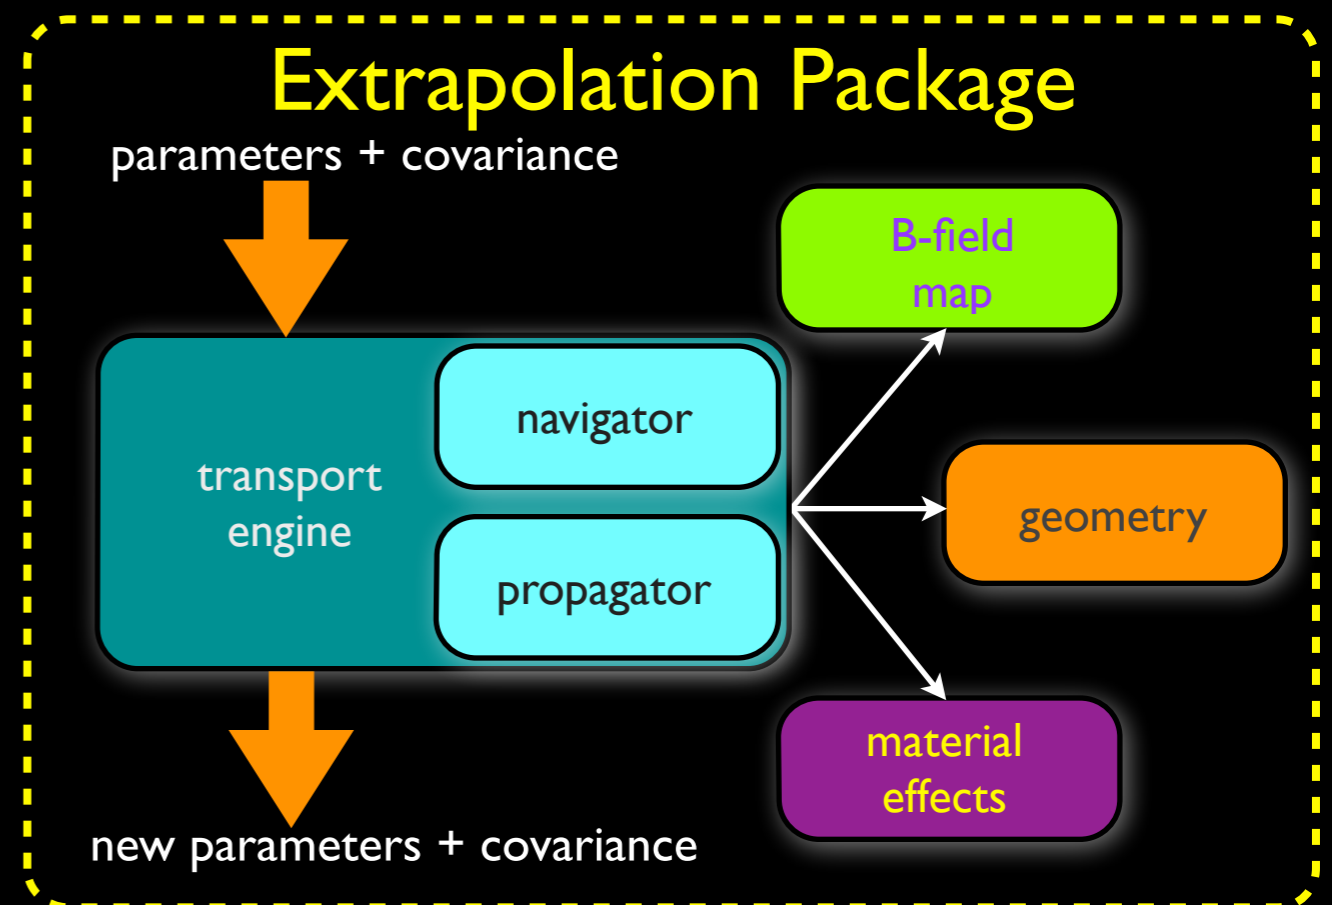 Extrapolation Package
parameters + covariance
B-field
map
navigator
transport
engine
geometry
propagator
material
effects
new parameters + covariance